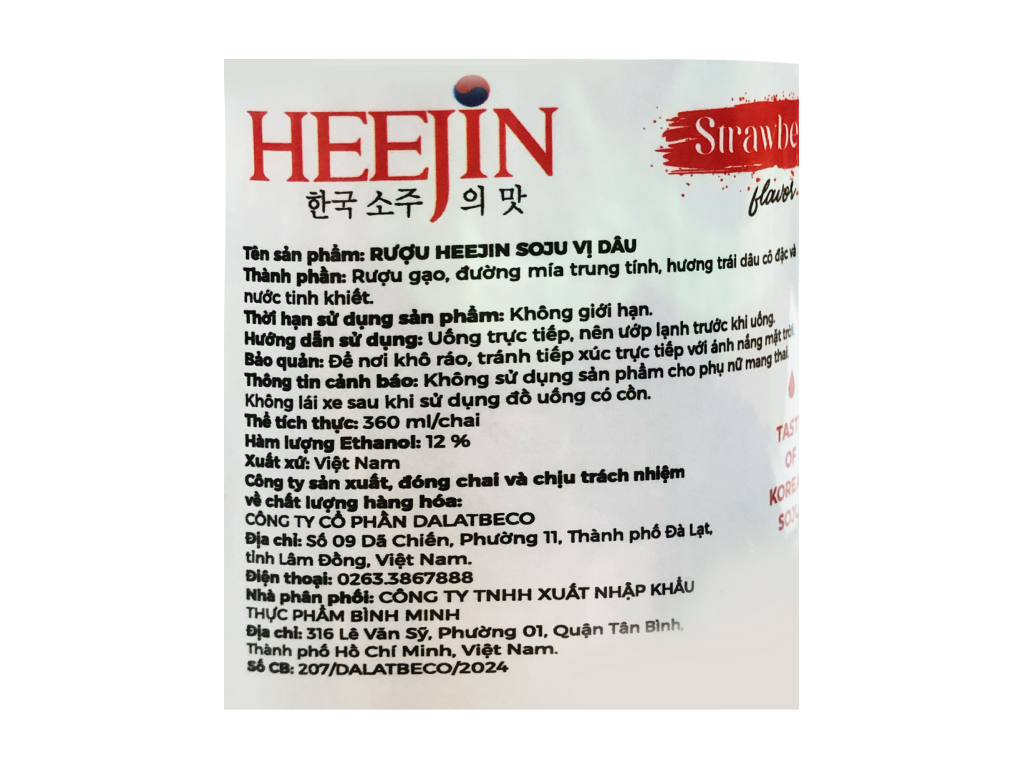 HEEJIN
한국 소주의 맛
flavor
Tên sản phẩm: RƯỢU HEEJIN SOJU VỊ DÂU
Thành phần: Rượu gạo, đường mía trung tính, hương trái dâu cô đặc và
nước tinh khiết.
Thời hạn sử dụng sản phẩm: Không giới hạn.
Hướng dẫn sử dụng: Uống trực tiếp, nên ướp lạnh trước khi uống.
Bảo quản: Để nơi khô ráo, tránh tiếp xúc trực tiếp với ánh nắng mặt trời.
Thông tin cảnh báo: Không sử dụng sản phẩm cho phụ nữ mang thai.
Không lái xe sau khi sử dụng đồ uống có cồn.
Thể tích thực: 360 ml/chai
Hàm lượng Ethanol: 12 %
Xuất xứ: Việt Nam
Công ty sản xuất, đóng chai và chịu trách nhiệm
về chất lượng hàng hóa:
CÔNG TY CỔ PHẦN DALATBECO
Địa chỉ: Số 09 Dã Chiến, Phường 11, Thành phố Đà Lạt,
tỉnh Lâm Đồng, Việt Nam.
Điện thoại: 0263.3867888
Nhà phân phối: CÔNG TY TNHH XUẤT NHẬP KHẨU
THỰC PHẨM BÌNH MINH
Địa chỉ: 316 Lê Văn Sỹ, Phường 01, Quận Tân Bình,
Thành phố Hồ Chí Minh, Việt Nam.
Số CB: 207/DALATBECO/2024
OF